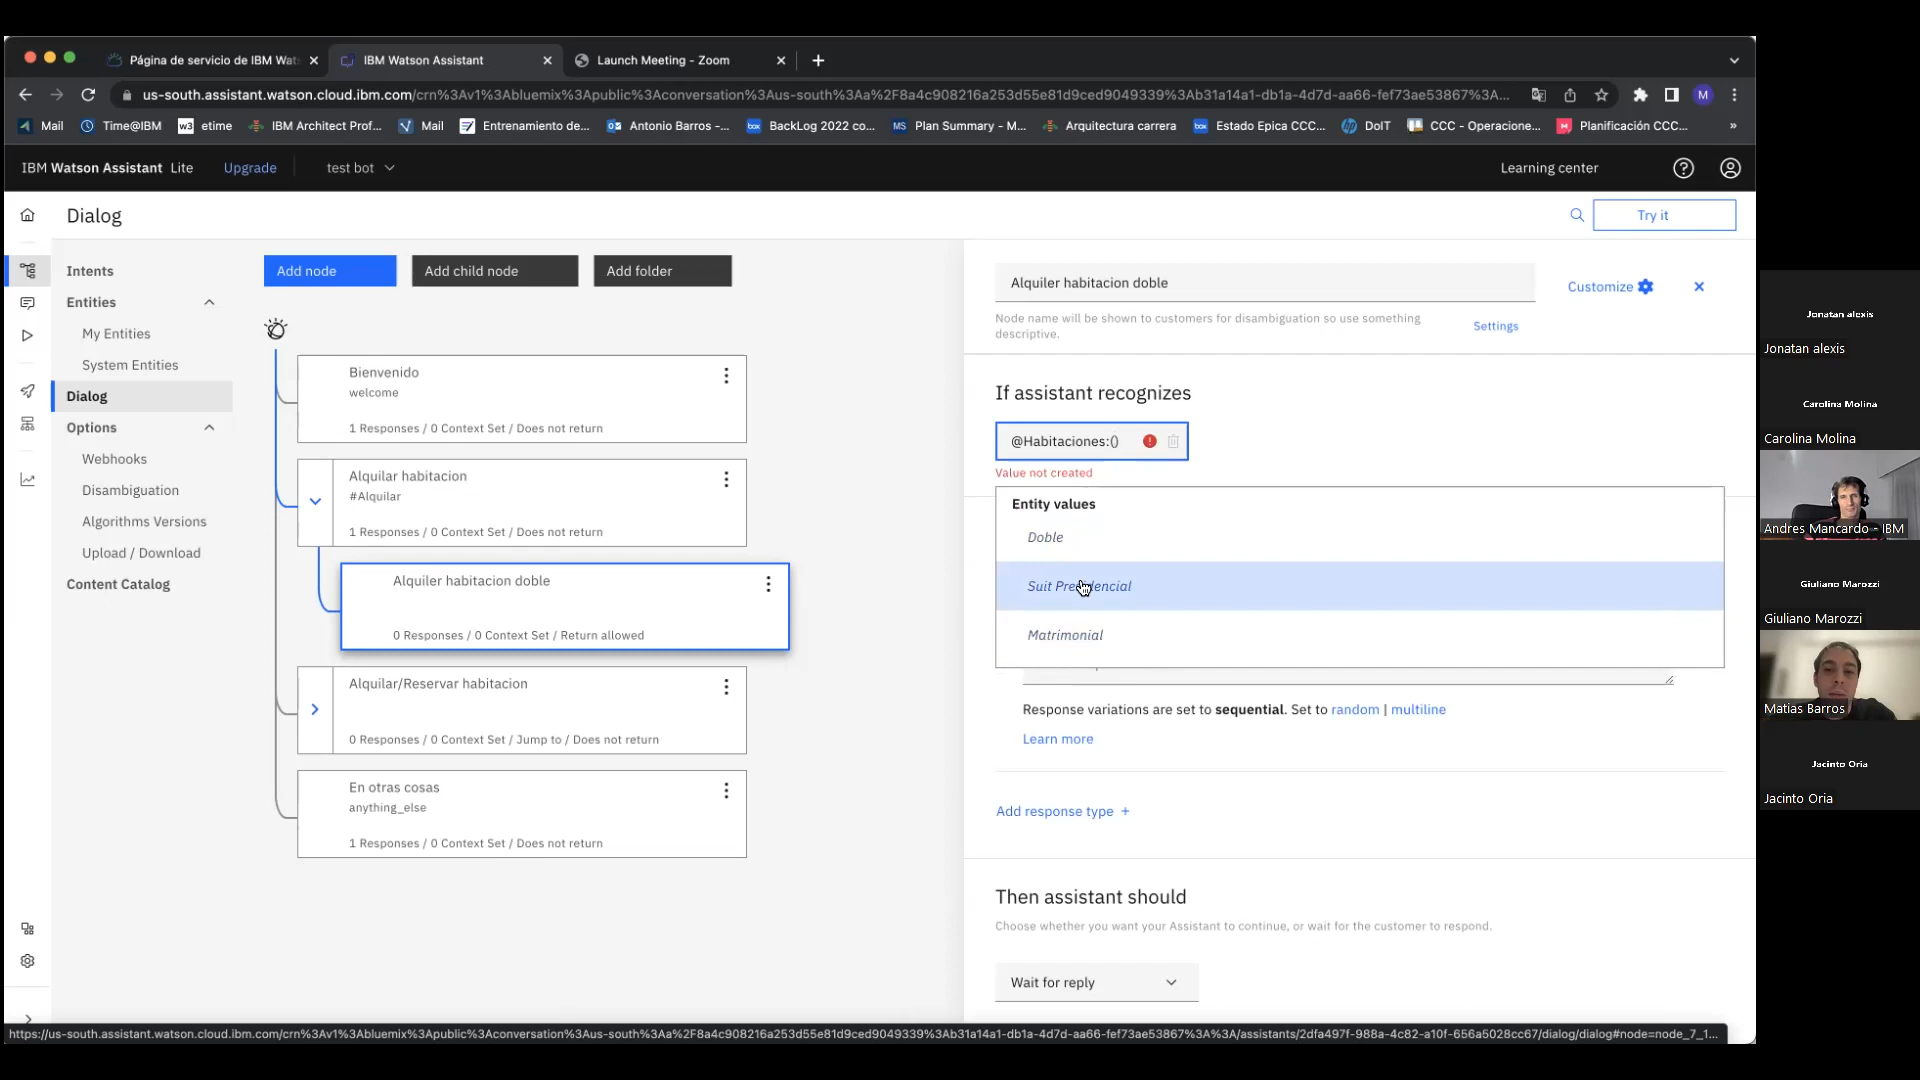 Página de servicio de IBM Wat
IBM Watson Assistant
Launch Meeting - Zoom
us-south.assistant.watson.cloud.ibm.com/crn%3Av1%3Abluemix%3Apublic%3Aconversation%3Aus-south%3Aa%2F8a4c908216a253d55e81d9ced9049339%3Ab31a14a1-db1a-4d7d-aa66-fef73ae53867%3A...
M
Mail
Time@IBM
w3 etime
IBM Architect Prof...
Mail
Entrenamiento de...
Antonio Barros -...
box BackLog 2022 co...
MS Plan Summary - M...
Arquitectura carrera
box Estado Epica CCC...
DoIT
CCC - Operacione...
M Planificación CCC...
»
IBM Watson Assistant Lite
Upgrade
test bot
Learning center
Dialog
Try it
Intents
Entities
My Entities
System Entities
Dialog
Options
Webhooks
Disambiguation
Algorithms Versions
Upload / Download
Content Catalog
Add node
Add child node
Add folder
Bienvenido
welcome
1 Responses / 0 Context Set / Does not return
Alquilar habitacion
#Alquilar
1 Responses / 0 Context Set / Does not return
Alquiler habitacion doble
0 Responses / 0 Context Set / Return allowed
Alquilar/Reservar habitacion
0 Responses / 0 Context Set / Jump to / Does not return
En otras cosas
anything_else
1 Responses / 0 Context Set / Does not return
Alquiler habitacion doble
Customize
Node name will be shown to customers for disambiguation so use something
descriptive.
Settings
If assistant recognizes
@Habitaciones:()
Value not created
Entity values
Doble
Suit Presidencial
Matrimonial
Response variations are set to sequential. Set to random | multiline
Learn more
Add response type +
Then assistant should
Choose whether you want your Assistant to continue, or wait for the customer to respond.
Wait for reply
https://us-south.assistant.watson.cloud.ibm.com/crn%3Av1%3Abluemix%3Apublic%3Aconversation%3Aus-south%3Aa%2F8a4c908216a253d55e81d9ced9049339%3Ab31a14a1-db1a-4d7d-aa66-fef73ae53867%3A%3A/assistants/2dfa497f-988a-4c82-a10f-656a5028cc67/dialog/dialog#node=node_7_1...
Jonatan alexis
Jonatan alexis
Carolina Molina
Carolina Molina
Andres Mancardo - IBM
Giuliano Marozzi
Giuliano Marozzi
Matias Barros
Jacinto Oria
Jacinto Oria